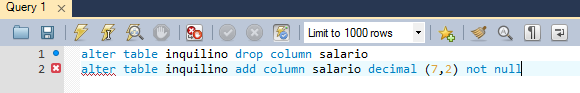 Query 1
Limit to 1000 rows
1 alter table inquilino drop column salario
2 alter table inquilino add column salario decimal (7,2) not null